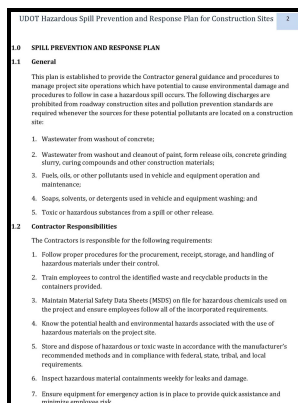 UDOT Hazardous Spill Prevention and Response Plan for Construction Sites 2
1.0 SPILL PREVENTION AND RESPONSE PLAN
1.1 General
This plan is established to provide the Contractor general guidance and procedures to
manage project site operations which have potential to cause environmental damage and
procedures to follow in case a hazardous spill occurs. The following discharges are
prohibited from roadway construction sites and pollution prevention standards are
required whenever the sources for these potential pollutants are located on a construction
site:
1. Wastewater from washout of concrete;
2. Wastewater from washout and cleanout of paint, form release oils, concrete grinding
slurry, curing compounds and other construction materials;
3. Fuels, oils, or other pollutants used in vehicle and equipment operation and
maintenance;
4. Soaps, solvents, or detergents used in vehicle and equipment washing; and
5. Toxic or hazardous substances from a spill or other release.
1.2 Contractor Responsibilities
The Contractors is responsible for the following requirements:
1. Follow proper procedures for the procurement, receipt, storage, and handling of
hazardous materials under their control.
2. Train employees to control the identified waste and recyclable products in the
containers provided.
3. Maintain Material Safety Data Sheets (MSDS) on file for hazardous chemicals used on
the project and ensure employees follow all of the incorporated requirements.
4. Know the potential health and environmental hazards associated with the use of
hazardous materials on the project site.
5. Store and dispose of hazardous or toxic waste in accordance with the manufacturer's
recommended methods and in compliance with federal, state, tribal, and local
requirements.
6. Inspect hazardous material containments weekly for leaks and damage.
7. Ensure equipment for emergency action is in place to provide quick assistance and
minimize employee risk.